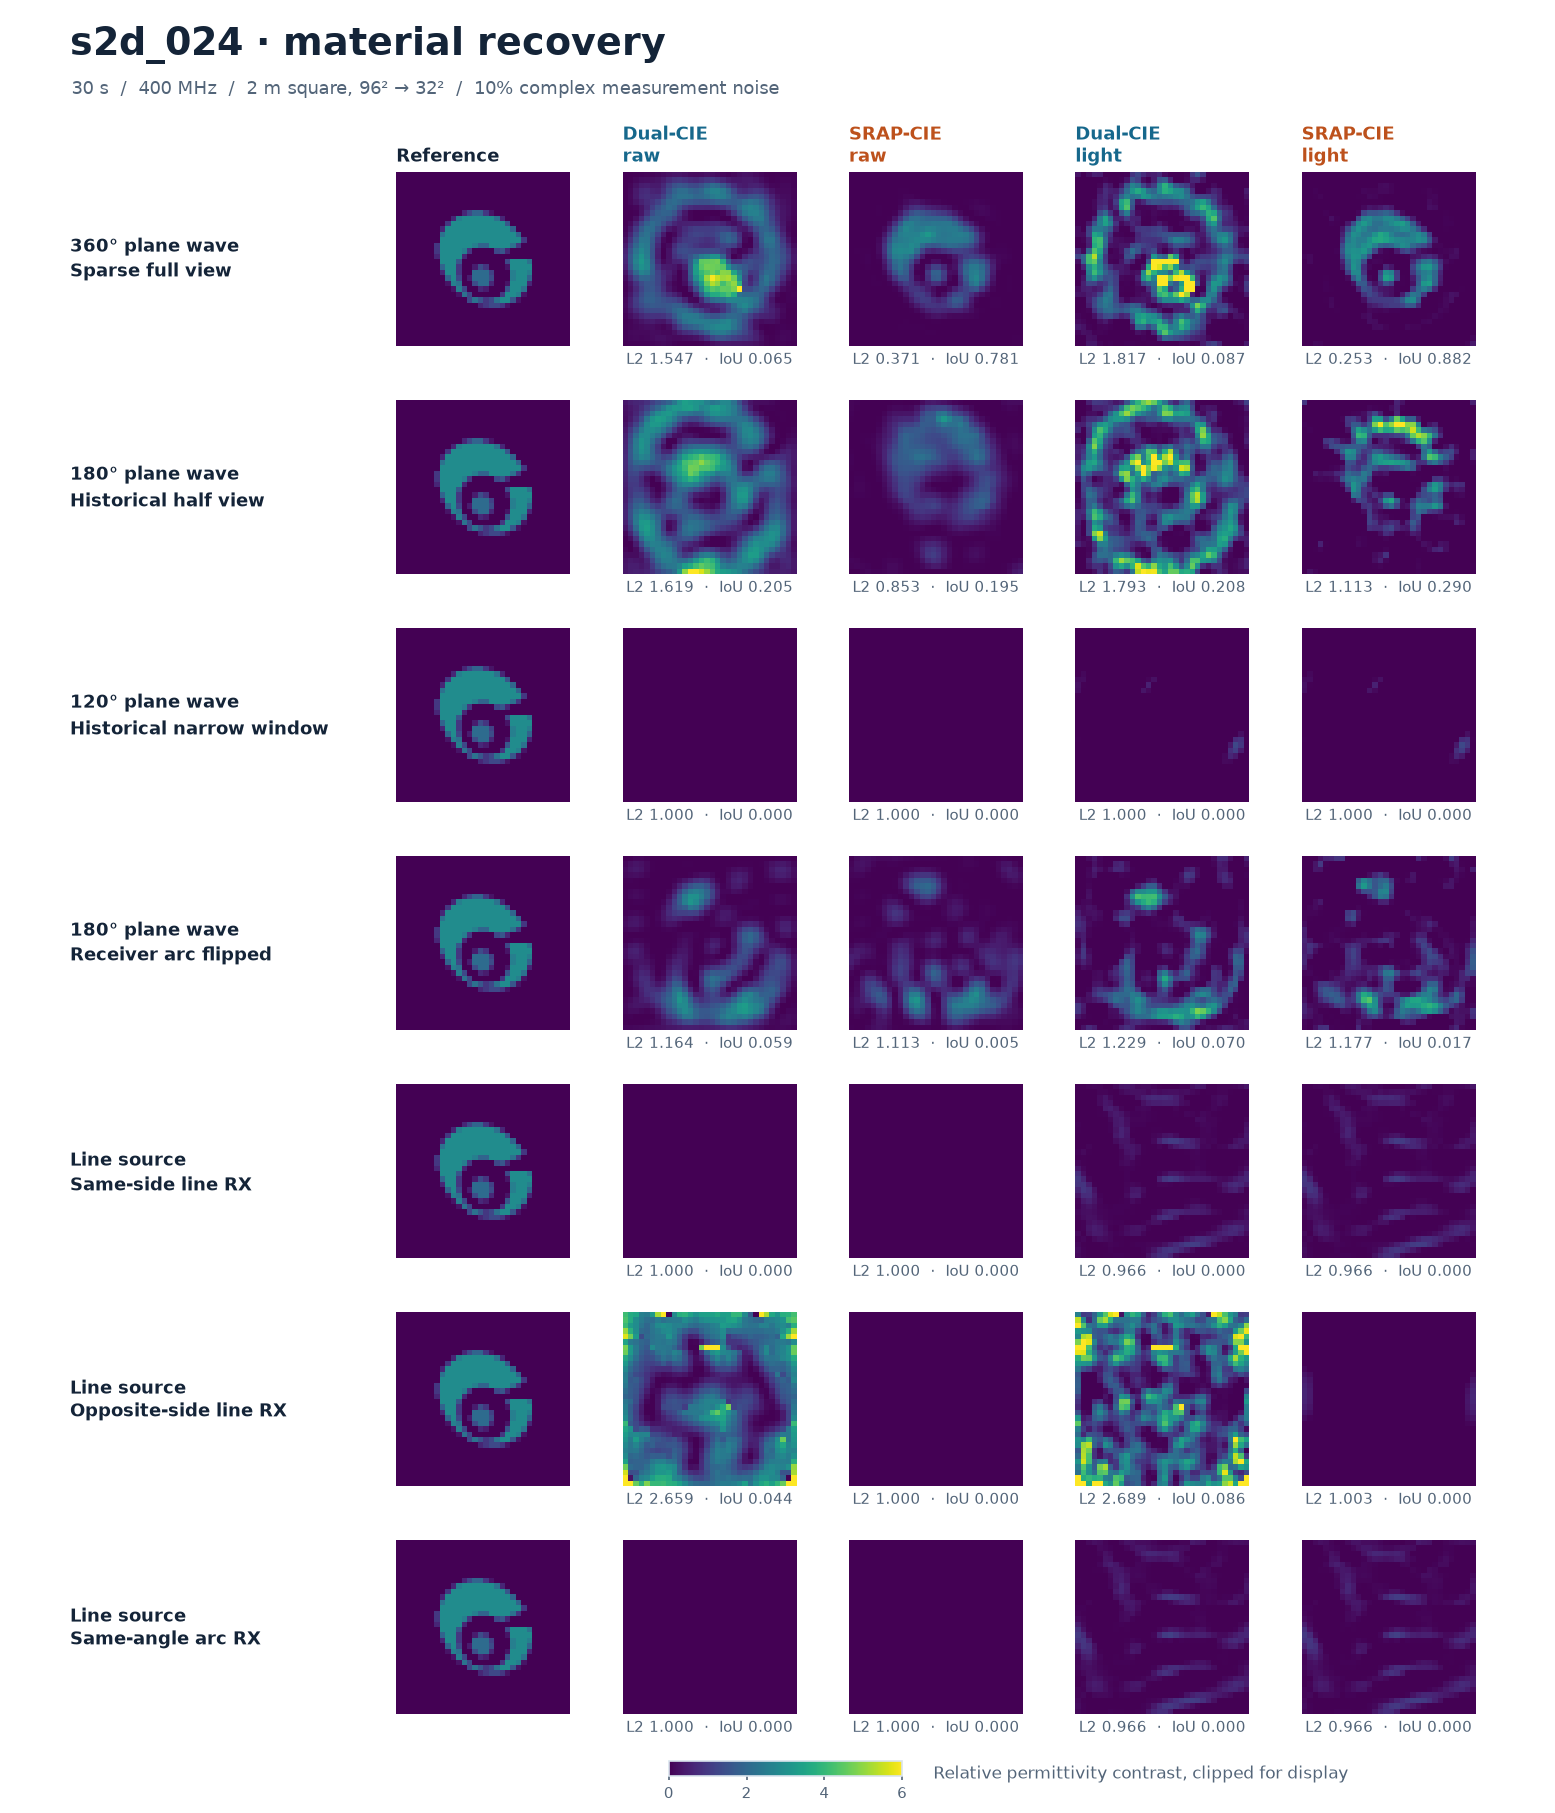 s2d_024 · material recovery
30 s / 400 MHz / 2 m square, 96² → 32² / 10% complex measurement noise
Reference
Dual-CIE
raw
SRAP-CIE
raw
Dual-CIE
light
SRAP-CIE
light
360° plane wave
Sparse full view
L2 1.547 · IoU 0.065
L2 0.371 · IoU 0.781
L2 1.817 · IoU 0.087
L2 0.253 · IoU 0.882
180° plane wave
Historical half view
L2 1.619 · IoU 0.205
L2 0.853 · IoU 0.195
L2 1.793 · IoU 0.208
L2 1.113 · IoU 0.290
120° plane wave
Historical narrow window
L2 1.000 · IoU 0.000
L2 1.000 · IoU 0.000
L2 1.000 · IoU 0.000
L2 1.000 · IoU 0.000
180° plane wave
Receiver arc flipped
L2 1.164 · IoU 0.059
L2 1.113 · IoU 0.005
L2 1.229 · IoU 0.070
L2 1.177 · IoU 0.017
Line source
Same-side line RX
L2 1.000 · IoU 0.000
L2 1.000 · IoU 0.000
L2 0.966 · IoU 0.000
L2 0.966 · IoU 0.000
Line source
Opposite-side line RX
L2 2.659 · IoU 0.044
L2 1.000 · IoU 0.000
L2 2.689 · IoU 0.086
L2 1.003 · IoU 0.000
Line source
Same-angle arc RX
L2 1.000 · IoU 0.000
L2 1.000 · IoU 0.000
L2 0.966 · IoU 0.000
L2 0.966 · IoU 0.000
0 2 4 6
Relative permittivity contrast, clipped for display